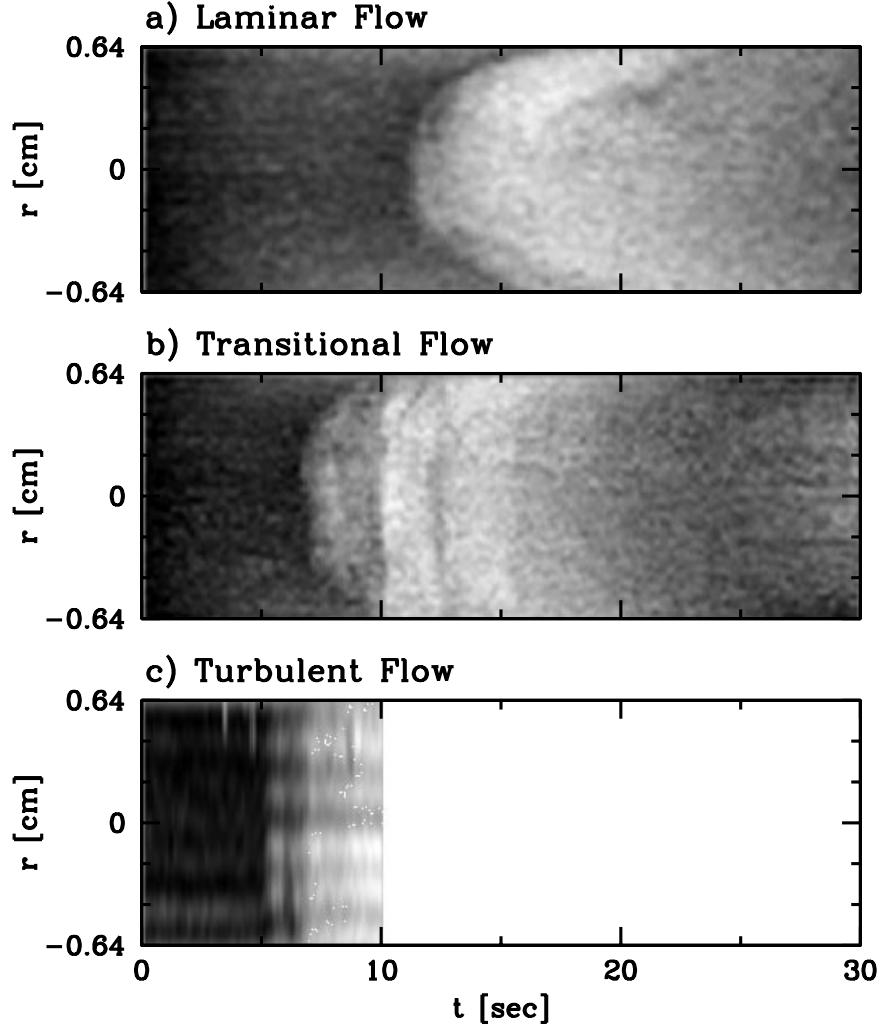 a) Laminar Flow
0.64
0
−0.64
r [cm]
b) Transitional Flow
0.64
0
−0.64
r [cm]
c) Turbulent Flow
0.64
0
−0.64
r [cm]
0 10 20 30
t [sec]